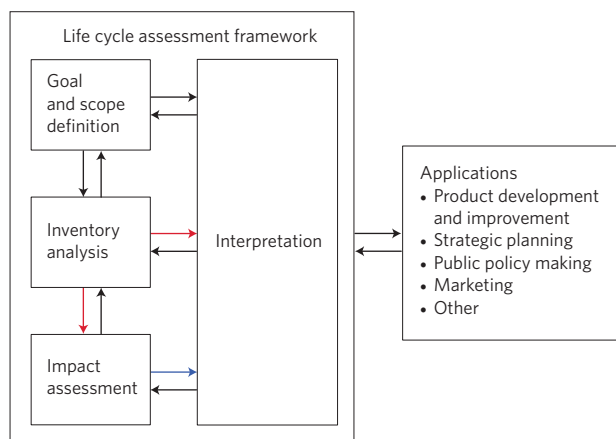 Life cycle assessment framework
Goal
and scope
definition
Inventory
analysis
Impact
assessment
Interpretation
Applications
• Product development
and improvement
• Strategic planning
• Public policy making
• Marketing
• Other